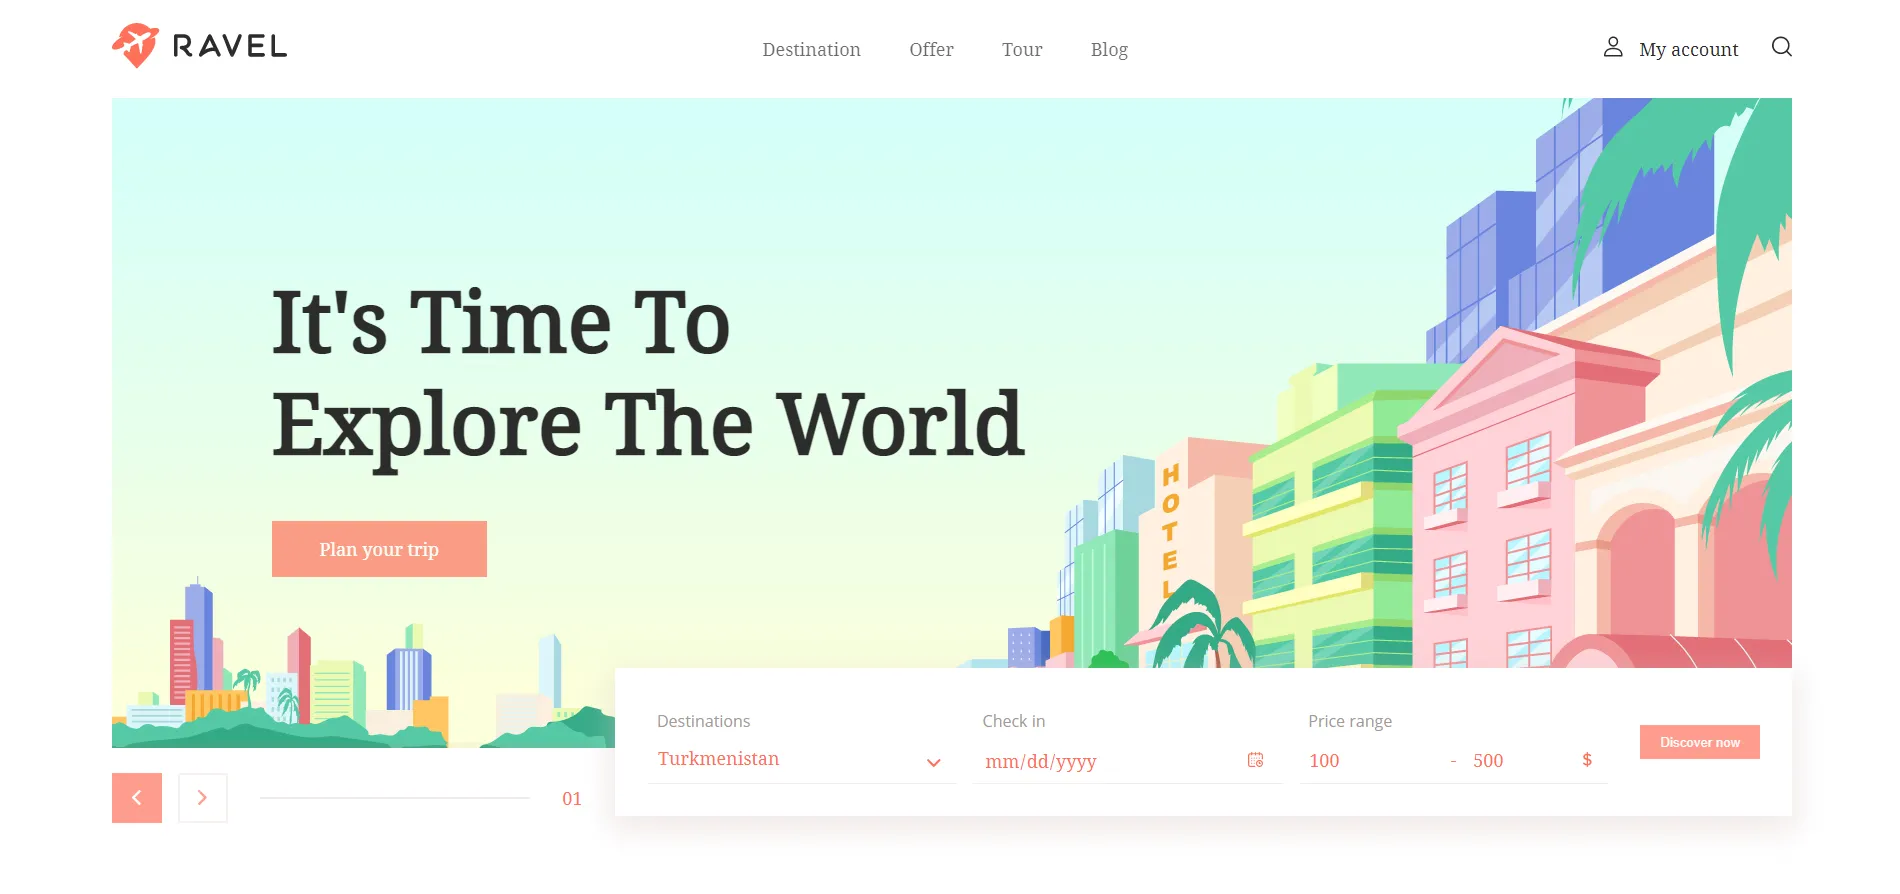 RAVEL
Destination Offer Tour Blog
My account
It's Time To
Explore The World
Plan your trip
HOTEL
Destinations Check in Price range
Turkmenistan mm/dd/yyyy 100 - 500 $
Discover now
01